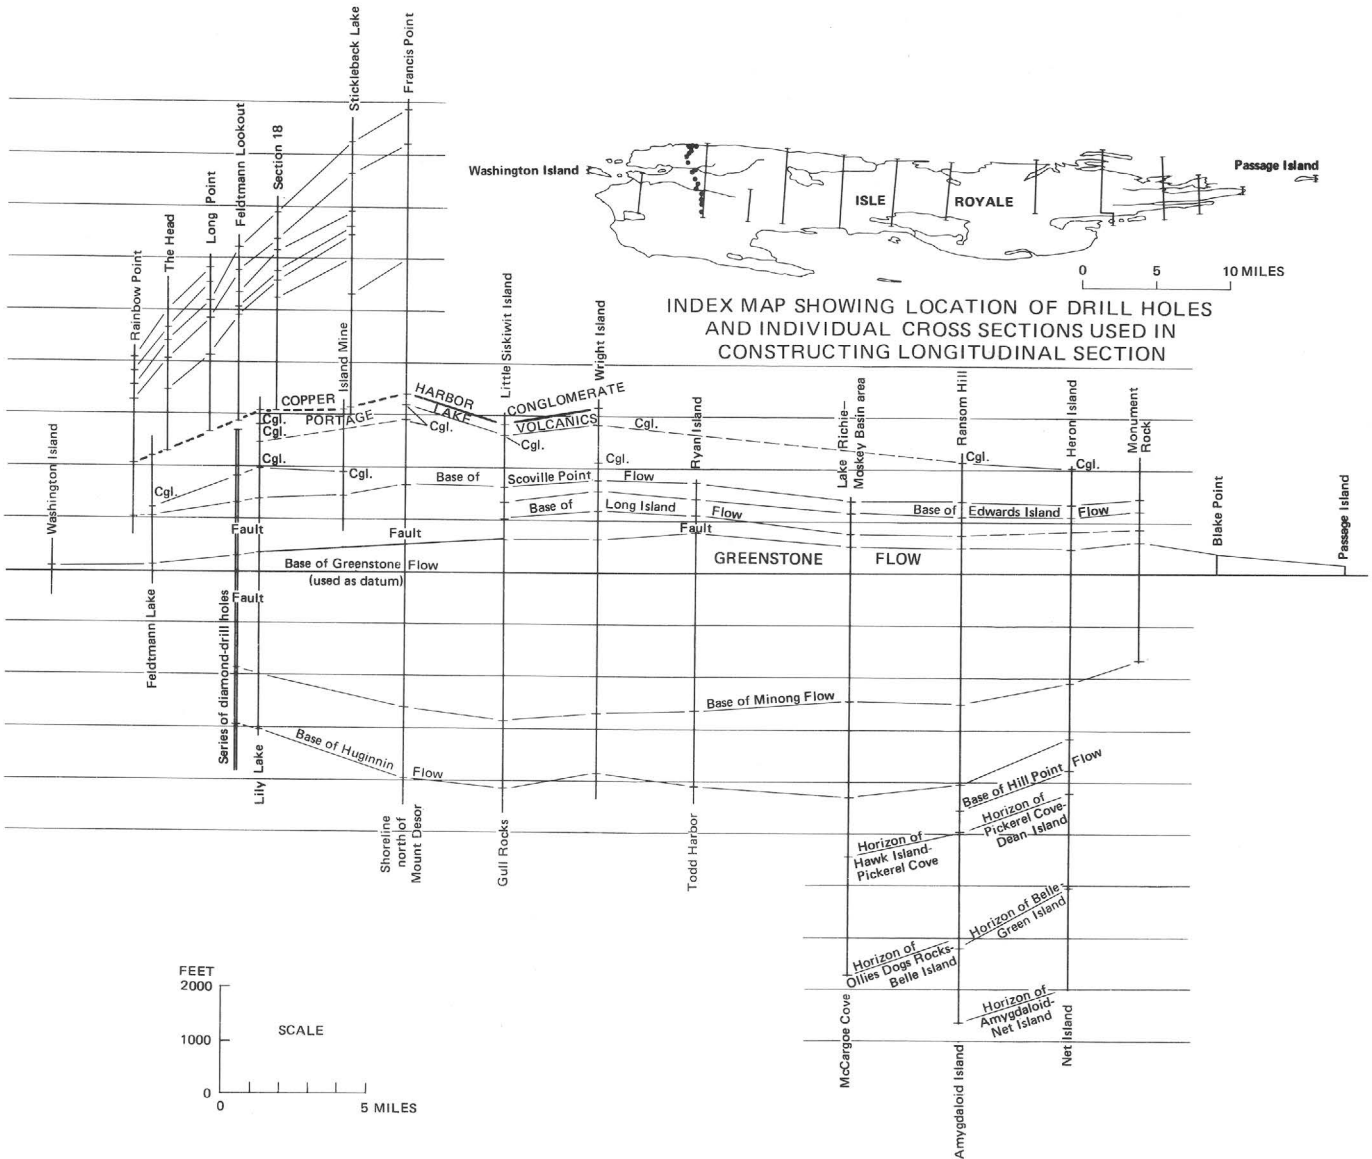 Stickleback Lake
Francis Point
Feldtmann Lookout
Section 18
Long Point
The Head
Rainbow Point
Washington Island
Passage Island
ISLE ROYALE
0 5 10 MILES
INDEX MAP SHOWING LOCATION OF DRILL HOLES
AND INDIVIDUAL CROSS SECTIONS USED IN
CONSTRUCTING LONGITUDINAL SECTION
Island Mine
Little Siskiwit Island
Wright Island
Ryan Island
Lake Richie-
Moskey Basin area
Ransom Hill
Heron Island
Monument
Rock
Blake Point
Passage Island
Washington Island
COPPER HARBOR CONGLOMERATE
PORTAGE LAKE VOLCANICS
Cgl.
Cgl.
Cgl.
Cgl.
Cgl.
Cgl.
Cgl.
Cgl.
Cgl.
Cgl.
Cgl.
Base of Scoville Point Flow
Base of Long Island Flow
Base of Edwards Island Flow
Fault
Fault
Fault
GREENSTONE FLOW
Base of Greenstone Flow
(used as datum)
Fault
Feldtmann Lake
Series of diamond-drill holes
Lily Lake
Base of Minong Flow
Base of Huginnin Flow
Shoreline
north of
Mount Desor
Gull Rocks
Todd Harbor
Base of Hill Point Flow
Horizon of
Pickerel Cove-
Dean Island
Horizon of
Hawk Island-
Pickerel Cove
Horizon of Belle-
Green Island
Horizon of
Ollies Dogs Rocks-
Belle Island
Horizon of
Amygdaloid-
Net Island
McCargoe Cove
Amygdaloid Island
Net Island
FEET
2000
1000
0
SCALE
0 5 MILES